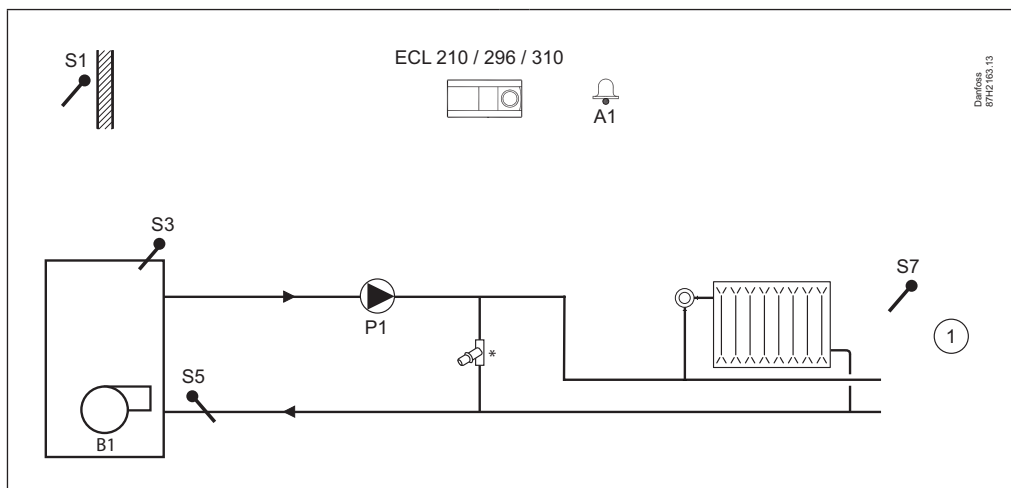 S1
ECL 210 / 296 / 310
A1
Danfoss
87H2163.13
S3
S7
P1
1
*
S5
B1